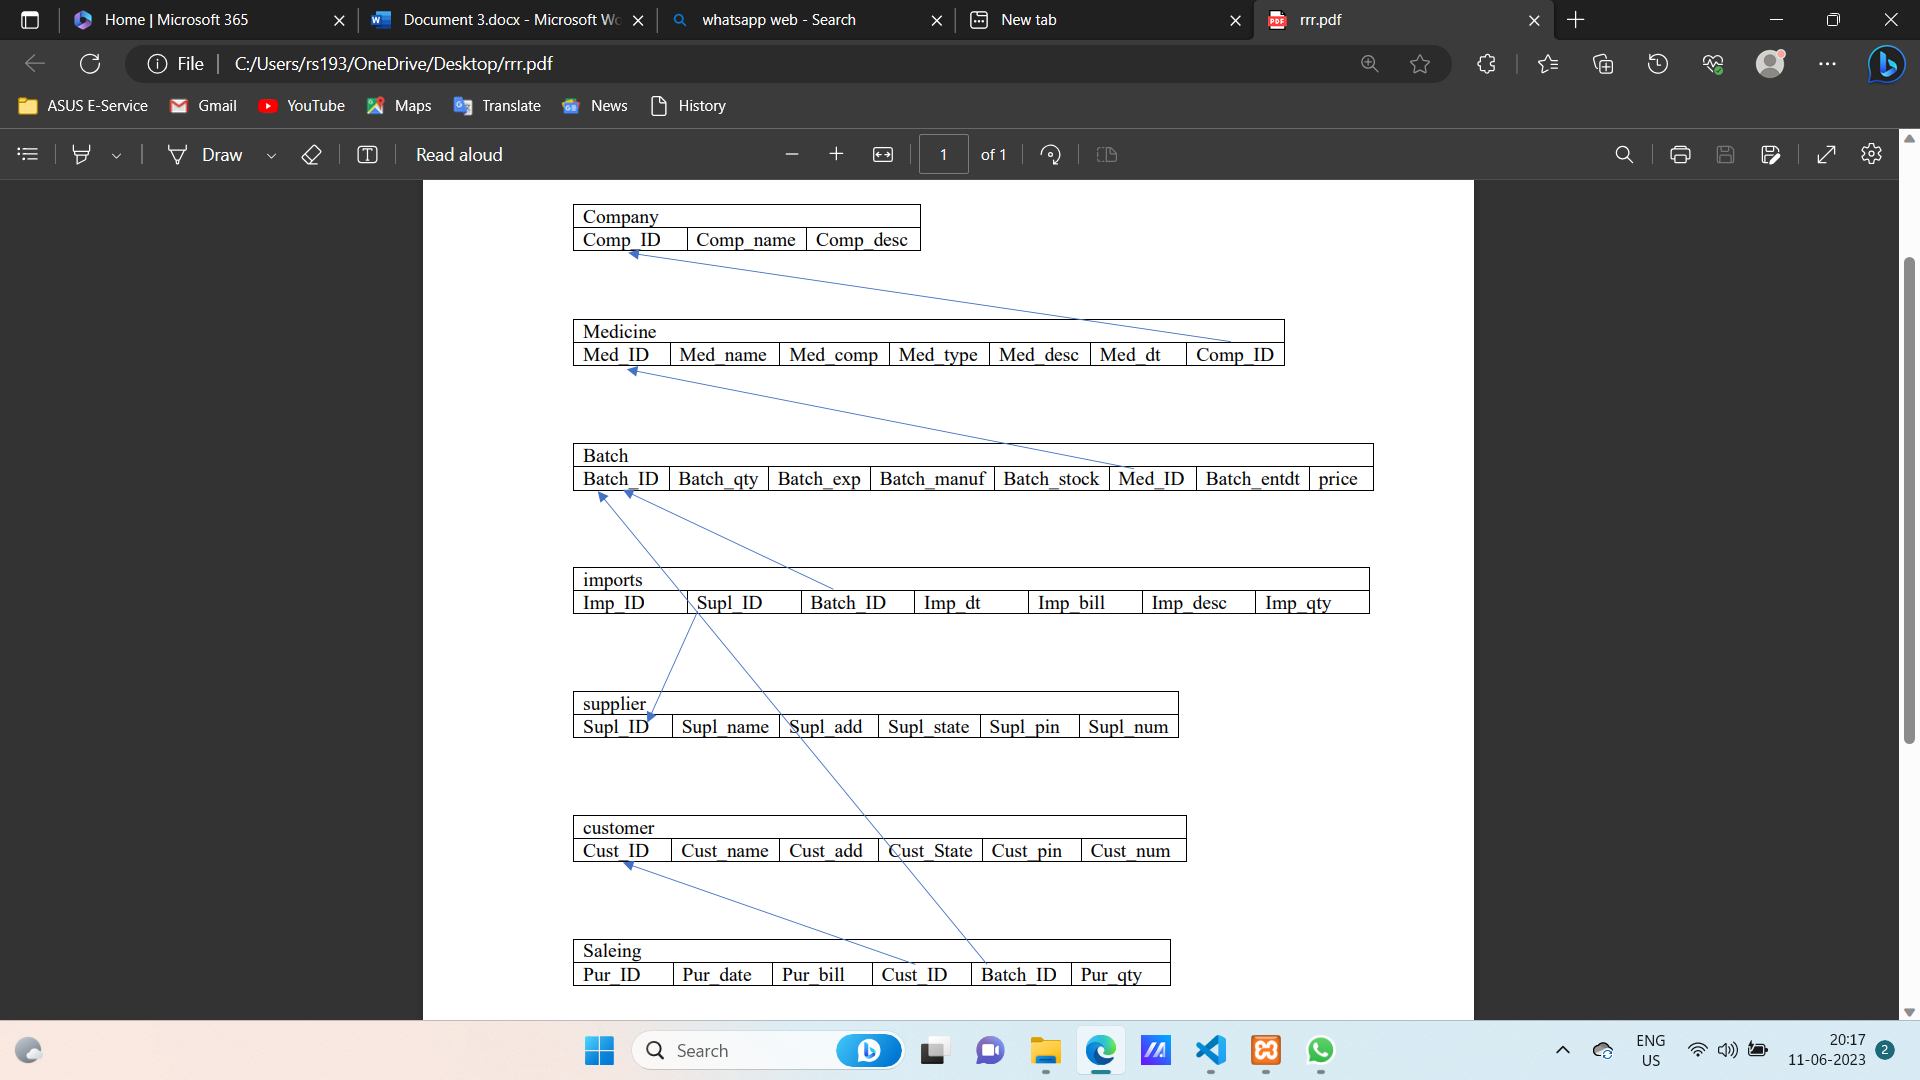 Home | Microsoft 365
Document 3.docx - Microsoft Wo
whatsapp web - Search
New tab
rrr.pdf
File C:/Users/rs193/OneDrive/Desktop/rrr.pdf
ASUS E-Service Gmail YouTube Maps Translate News History
Draw Read aloud 1 of 1
Company
Comp_ID Comp_name Comp_desc
Medicine
Med_ID Med_name Med_comp Med_type Med_desc Med_dt Comp_ID
Batch
Batch_ID Batch_qty Batch_exp Batch_manuf Batch_stock Med_ID Batch_entdt price
imports
Imp_ID Supl_ID Batch_ID Imp_dt Imp_bill Imp_desc Imp_qty
supplier
Supl_ID Supl_name Supl_add Supl_state Supl_pin Supl_num
customer
Cust_ID Cust_name Cust_add Cust_State Cust_pin Cust_num
Saleing
Pur_ID Pur_date Pur_bill Cust_ID Batch_ID Pur_qty
Search
ENG
US
20:17
11-06-2023
2